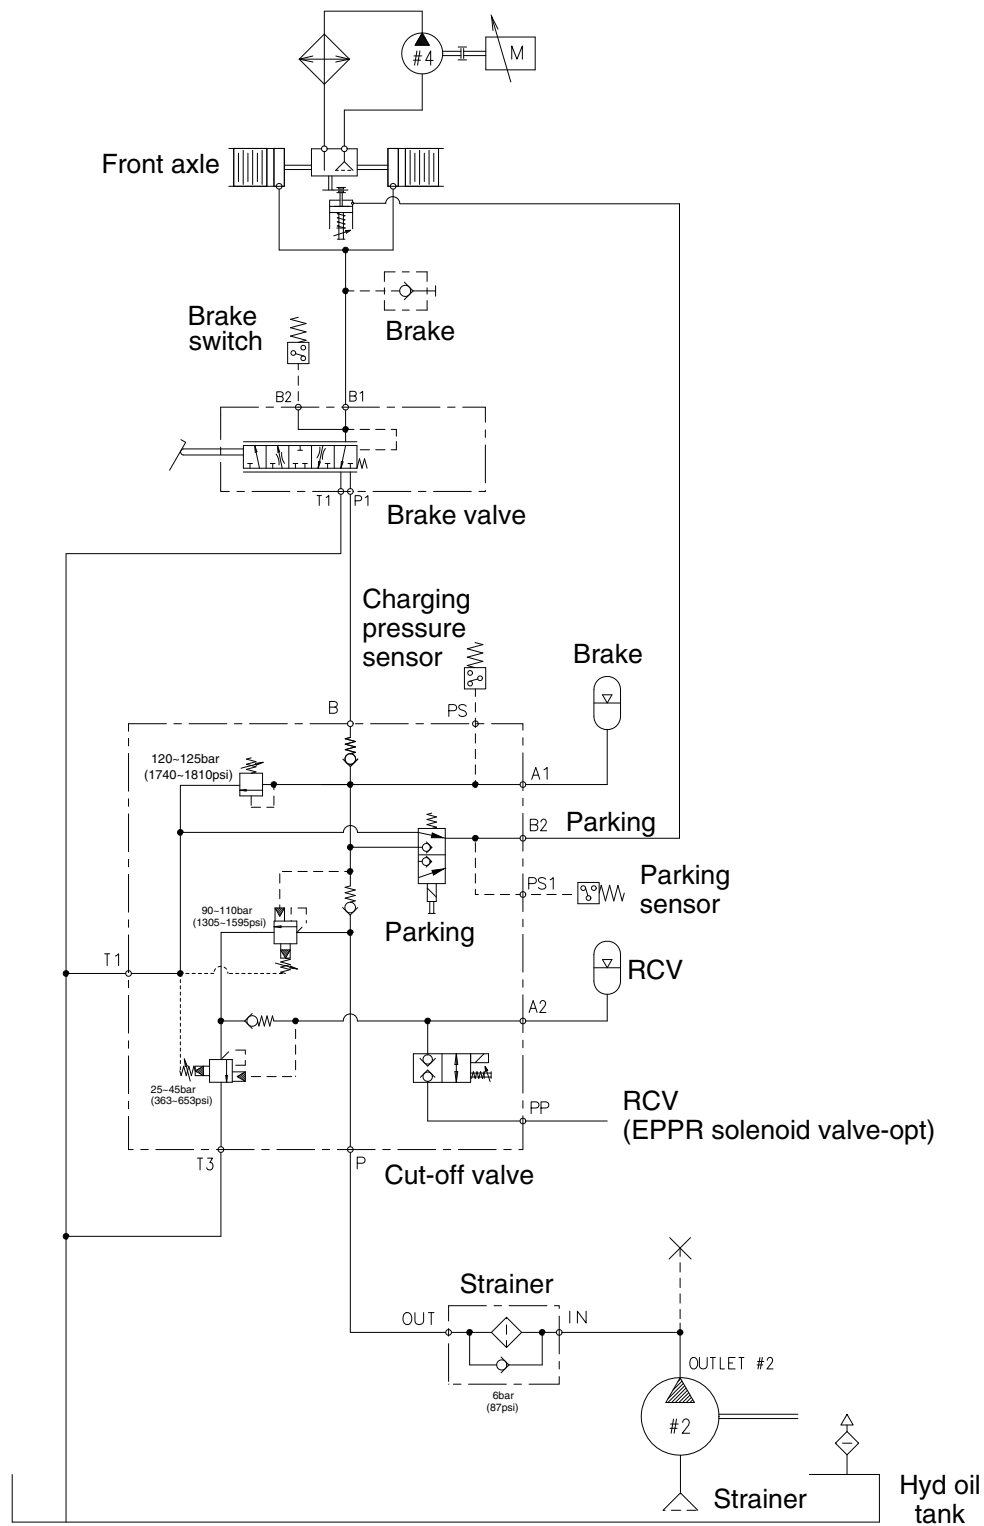 #4
M
Front axle
Brake
switch
Brake
B2
B1
T1
P1
Brake valve
Charging
pressure
sensor
Brake
B
PS
120~125bar
(1740~1810psi)
A1
B2
Parking
PS1
Parking
sensor
90~110bar
(1305~1595psi)
Parking
T1
RCV
A2
25~45bar
(363~653psi)
PP
RCV
(EPPR solenoid valve-opt)
T3
P
Cut-off valve
Strainer
OUT
IN
6bar
(87psi)
OUTLET #2
#2
Strainer
Hyd oil
tank